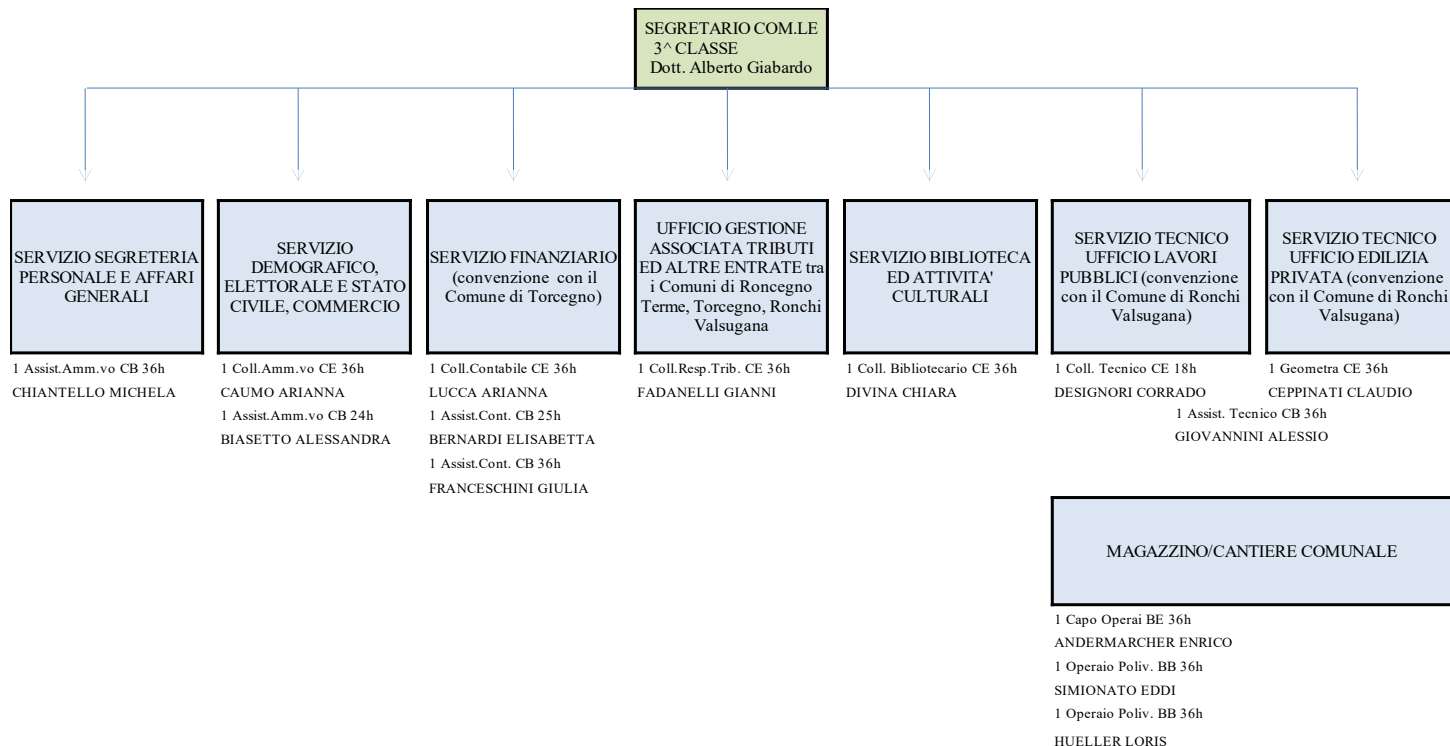 SEGRETARIO COM.LE
3^ CLASSE
Dott. Alberto Giabardo
SERVIZIO SEGRETERIA
PERSONALE E AFFARI
GENERALI
1 Assist.Amm.vo CB 36h
CHIANTELLO MICHELA
SERVIZIO
DEMOGRAFICO,
ELETTORALE E STATO
CIVILE, COMMERCIO
1 Coll.Amm.vo CE 36h
CAUMO ARIANNA
1 Assist.Amm.vo CB 24h
BIASETTO ALESSANDRA
SERVIZIO FINANZIARIO
(convenzione con il
Comune di Torcegno)
1 Coll.Contabile CE 36h
LUCCA ARIANNA
1 Assist.Cont. CB 25h
BERNARDI ELISABETTA
1 Assist.Cont. CB 36h
FRANCESCHINI GIULIA
UFFICIO GESTIONE
ASSOCIATA TRIBUTI
ED ALTRE ENTRATE tra
i Comuni di Roncegno
Terme, Torcegno, Ronchi
Valsugana
1 Coll.Resp.Trib. CE 36h
FADANELLI GIANNI
SERVIZIO BIBLIOTECA
ED ATTIVITA'
CULTURALI
1 Coll. Bibliotecario CE 36h
DIVINA CHIARA
SERVIZIO TECNICO
UFFICIO LAVORI
PUBBLICI (convenzione
con il Comune di Ronchi
Valsugana)
1 Coll. Tecnico CE 18h
DESIGNORI CORRADO
SERVIZIO TECNICO
UFFICIO EDILIZIA
PRIVATA (convenzione
con il Comune di Ronchi
Valsugana)
1 Geometra CE 36h
CEPPINATI CLAUDIO
1 Assist. Tecnico CB 36h
GIOVANNINI ALESSIO
MAGAZZINO/CANTIERE COMUNALE
1 Capo Operai BE 36h
ANDERMARCHER ENRICO
1 Operaio Poliv. BB 36h
SIMIONATO EDDI
1 Operaio Poliv. BB 36h
HUELLER LORIS